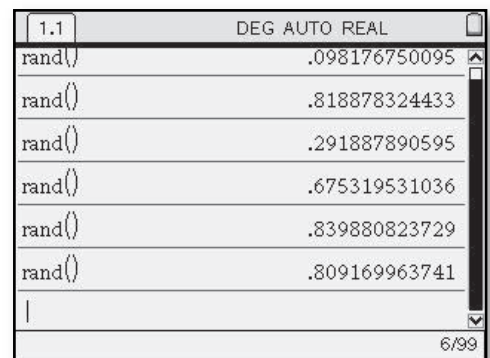 1.1 DEG AUTO REAL
rand() .098176750095
rand() .818878324433
rand() .291887890595
rand() .675319531036
rand() .839880823729
rand() .809169963741
6/99